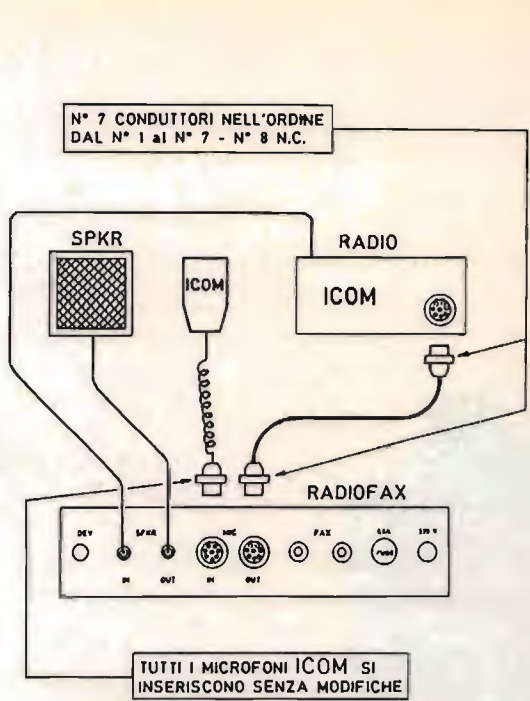 N° 7 CONDUTTORI NELL'ORDINE
DAL N° 1 al N° 7 - N° 8 N.C.
SPKR
RADIO
ICOM
ICOM
RADIOFAX
DEV
SPKR
MIC
FAX
FUSE
IN
OUT
IN
OUT
TUTTI I MICROFONI ICOM SI
INSERISCONO SENZA MODIFICHE